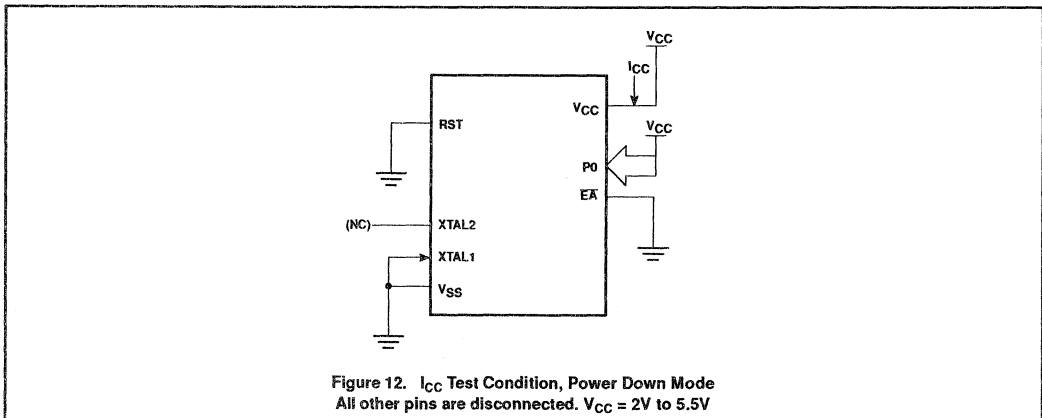 VCC
ICC
VCC
RST
VCC
P0
EA
(NC)
XTAL2
XTAL1
VSS
Figure 12. ICC Test Condition, Power Down Mode
All other pins are disconnected. VCC = 2V to 5.5V